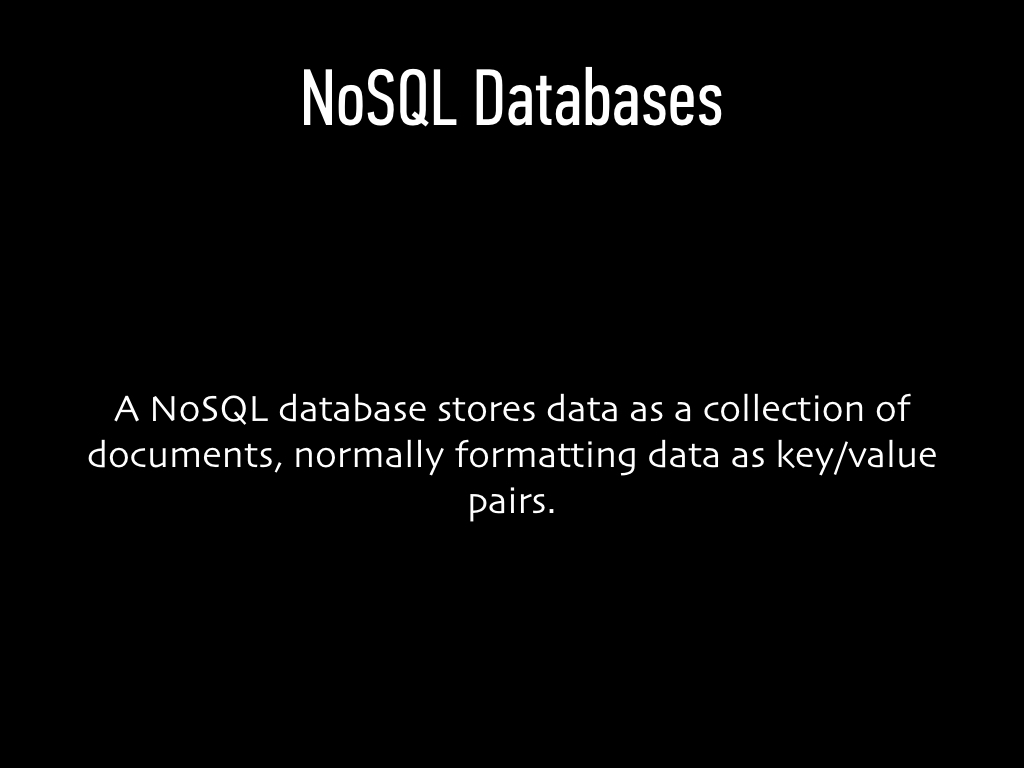 NoSQL Databases
A NoSQL database stores data as a collection of
documents, normally formatting data as key/value
pairs.